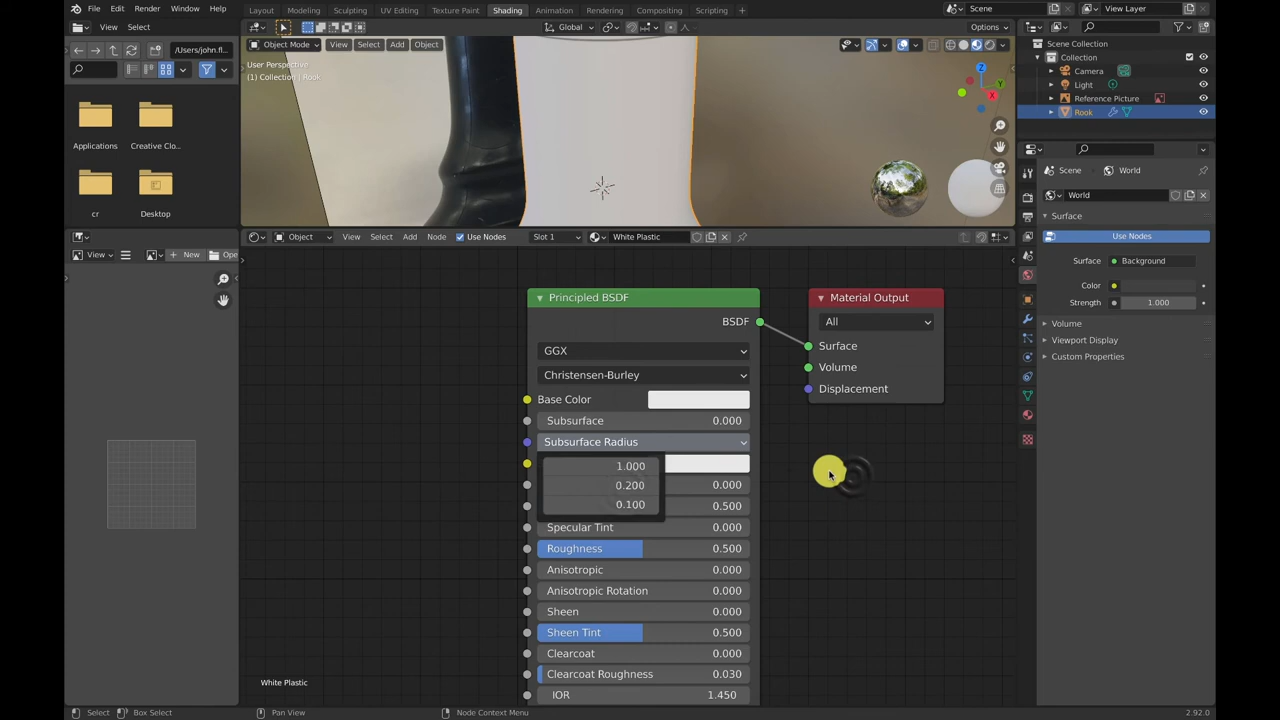 File Edit Render Window Help
Layout Modeling Sculpting UV Editing Texture Paint Shading Animation Rendering Compositing Scripting
Scene
View Layer
View Select
Global
Options
/Users/john.fl...
Object Mode View Select Add Object
User Perspective
(1) Collection | Rook
Z
Y
X
Scene Collection
Collection
Camera
Light
Reference Picture
Rook
Applications
Creative Clo...
cr
Desktop
Scene
World
World
Surface
Use Nodes
Surface
Background
Color
Strength
1.000
Volume
Viewport Display
Custom Properties
Object View Select Add Node Use Nodes Slot 1 White Plastic
View New Ope
Principled BSDF
BSDF
GGX
Christensen-Burley
Base Color
Subsurface 0.000
Subsurface Radius
1.000
0.200
0.100
0.000
0.500
Specular Tint 0.000
Roughness 0.500
Anisotropic 0.000
Anisotropic Rotation 0.000
Sheen 0.000
Sheen Tint 0.500
Clearcoat 0.000
Clearcoat Roughness 0.030
IOR 1.450
Material Output
All
Surface
Volume
Displacement
White Plastic
Select Box Select Pan View Node Context Menu 2.92.0